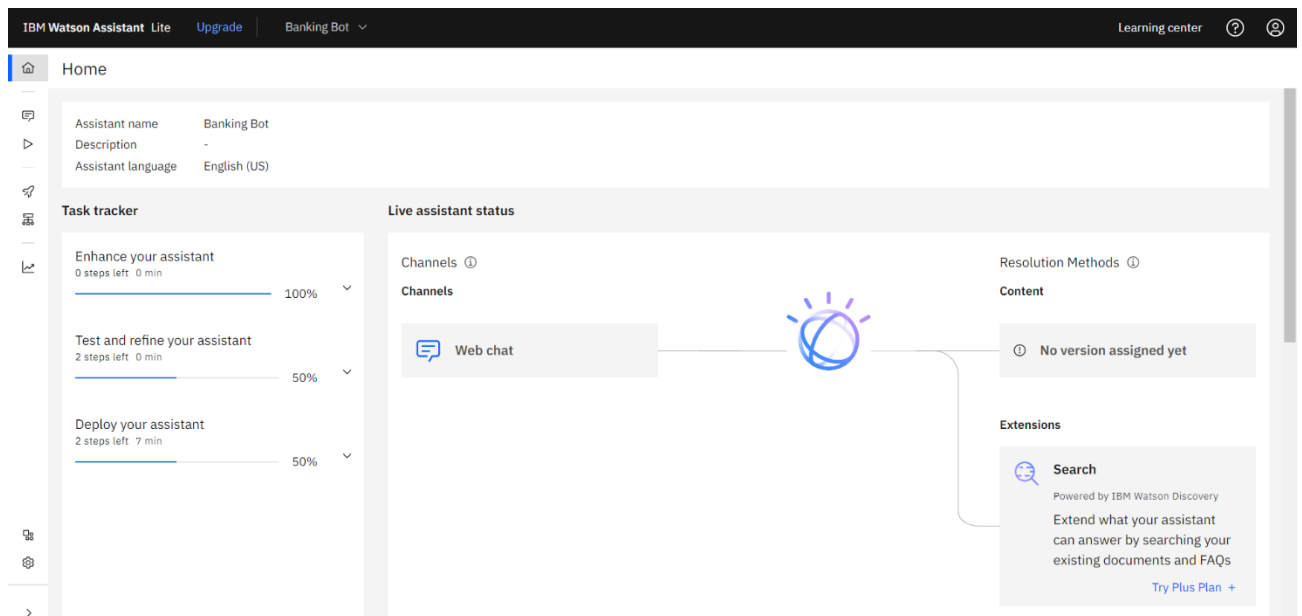 IBM Watson Assistant Lite Upgrade Banking Bot Learning center
Home
Assistant name Banking Bot
Description -
Assistant language English (US)
Task tracker
Enhance your assistant
0 steps left 0 min
100%
Test and refine your assistant
2 steps left 0 min
50%
Deploy your assistant
2 steps left 7 min
50%
Live assistant status
Channels
Channels
Web chat
Resolution Methods
Content
No version assigned yet
Extensions
Search
Powered by IBM Watson Discovery
Extend what your assistant
can answer by searching your
existing documents and FAQs
Try Plus Plan +